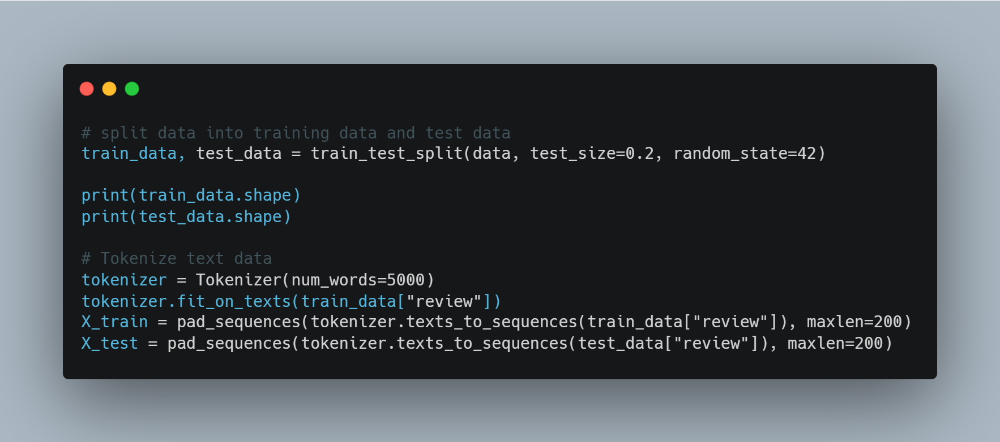 # split data into training data and test data
train_data, test_data = train_test_split(data, test_size=0.2, random_state=42)
print(train_data.shape)
print(test_data.shape)
# Tokenize text data
tokenizer = Tokenizer(num_words=5000)
tokenizer.fit_on_texts(train_data["review"])
X_train = pad_sequences(tokenizer.texts_to_sequences(train_data["review"]), maxlen=200)
X_test = pad_sequences(tokenizer.texts_to_sequences(test_data["review"]), maxlen=200)